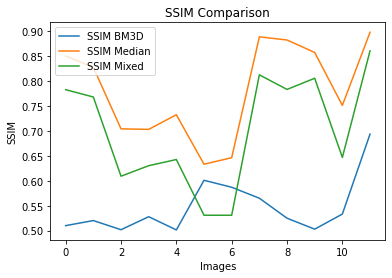 SSIM Comparison
SSIM BM3D
SSIM Median
SSIM Mixed
SSIM
0.90
0.85
0.80
0.75
0.70
0.65
0.60
0.55
0.50
0 2 4 6 8 10
Images